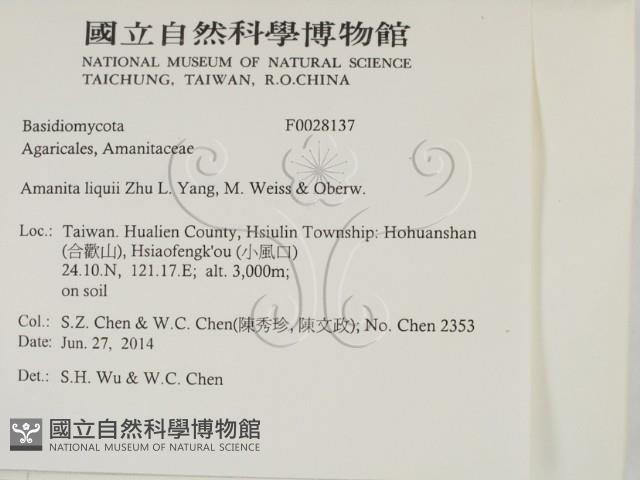 國立自然科學博物館
NATIONAL MUSEUM OF NATURAL SCIENCE
TAICHUNG, TAIWAN, R.O.CHINA
Basidiomycota F0028137
Agaricales, Amanitaceae
Amanita liquii Zhu L. Yang, M. Weiss & Oberw.
Loc.: Taiwan. Hualien County, Hsiulin Township: Hohuanshan
(合歡山), Hsiaofengk'ou (小風口)
24.10.N, 121.17.E; alt. 3,000m;
on soil
Col.: S.Z. Chen & W.C. Chen(陳秀珍, 陳文政); No. Chen 2353
Date: Jun. 27, 2014
Det.: S.H. Wu & W.C. Chen
國立自然科學博物館
NATIONAL MUSEUM OF NATURAL SCIENCE